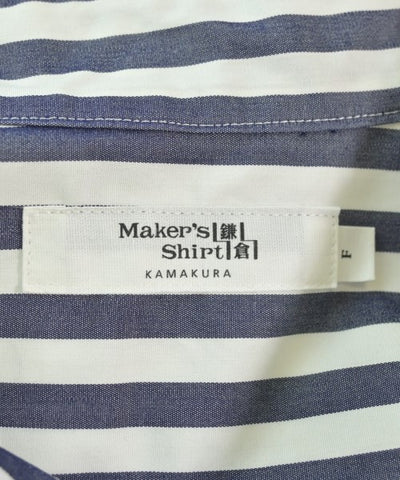 Maker's 鎌
Shirt 倉
KAMAKURA
F